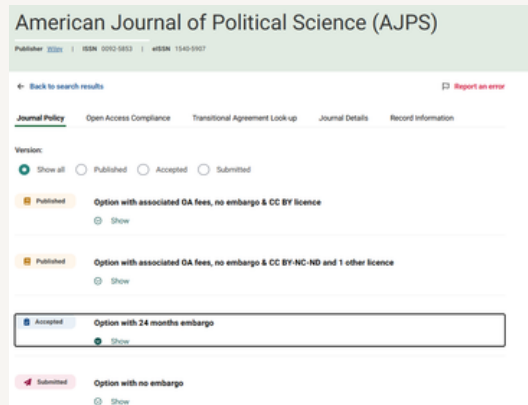 American Journal of Political Science (AJPS)
Publisher Wiley | ISSN 0092-5853 | eISSN 1540-5907
← Back to search results Report an error
Journal Policy Open Access Compliance Transitional Agreement Look-up Journal Details Record Information
Version:
Show all Published Accepted Submitted
Published Option with associated OA fees, no embargo & CC BY licence
Show
Published Option with associated OA fees, no embargo & CC BY-NC-ND and 1 other licence
Show
Accepted Option with 24 months embargo
Show
Submitted Option with no embargo
Show